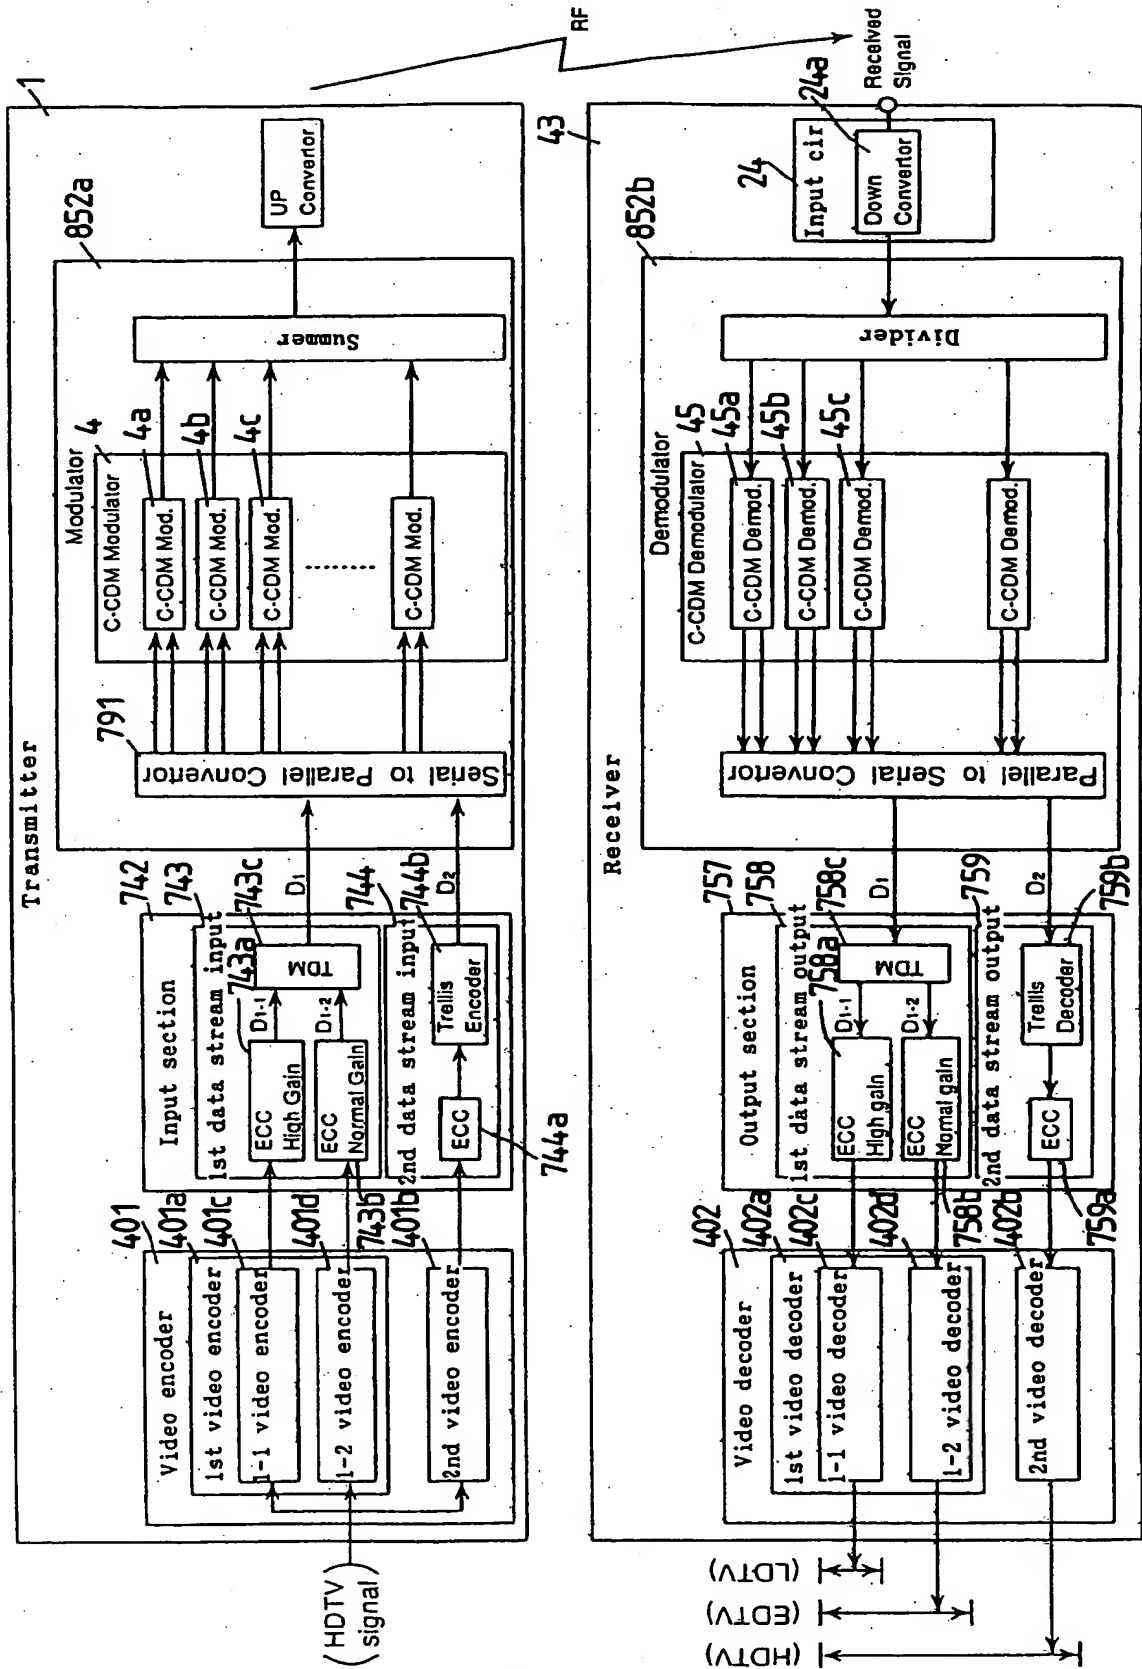 Transmitter
1
(HDTV signal)
Video encoder
401
1st video encoder
401a
1-1 video encoder
401c
1-2 video encoder
401d
2nd video encoder
401b
Input section
742
1st data stream input
743
ECC High Gain
743a
ECC Normal Gain
743b
D1-1
D1-2
TDM
743c
2nd data stream input
744
ECC
744a
Trellis Encoder
744b
D1
D2
Modulator
852a
Serial to Parallel Convertor
791
C-CDM Modulator
4
C-CDM Mod.
4a
C-CDM Mod.
4b
C-CDM Mod.
4c
C-CDM Mod.
Summer
UP Convertor
RF
Receiver
43
Received Signal
Input cir
24
Down Convertor
24a
Demodulator
852b
Divider
C-CDM Demodulator
45
C-CDM Demod.
45a
C-CDM Demod.
45b
C-CDM Demod.
45c
C-CDM Demod.
Parallel to Serial Convertor
D1
D2
Output section
757
1st data stream output
758
TDM
758c
D1-1
D1-2
ECC High gain
758a
ECC Normal gain
758b
2nd data stream output
759
Trellis Decoder
759b
ECC
759a
Video decoder
402
1st video decoder
402a
1-1 video decoder
402c
1-2 video decoder
402d
2nd video decoder
402b
(LDTV)
(EDTV)
(HDTV)